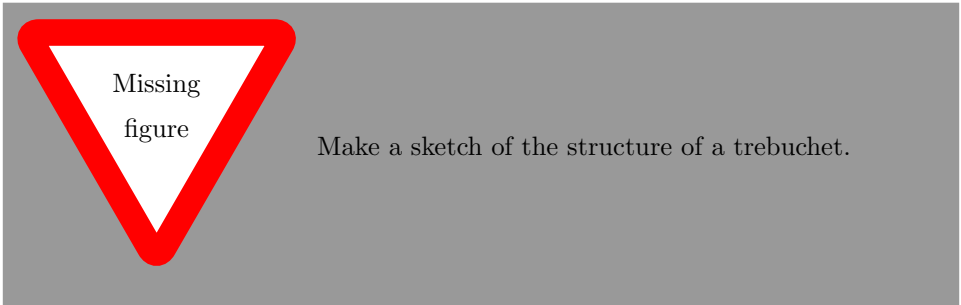 Missing
figure
Make a sketch of the structure of a trebuchet.